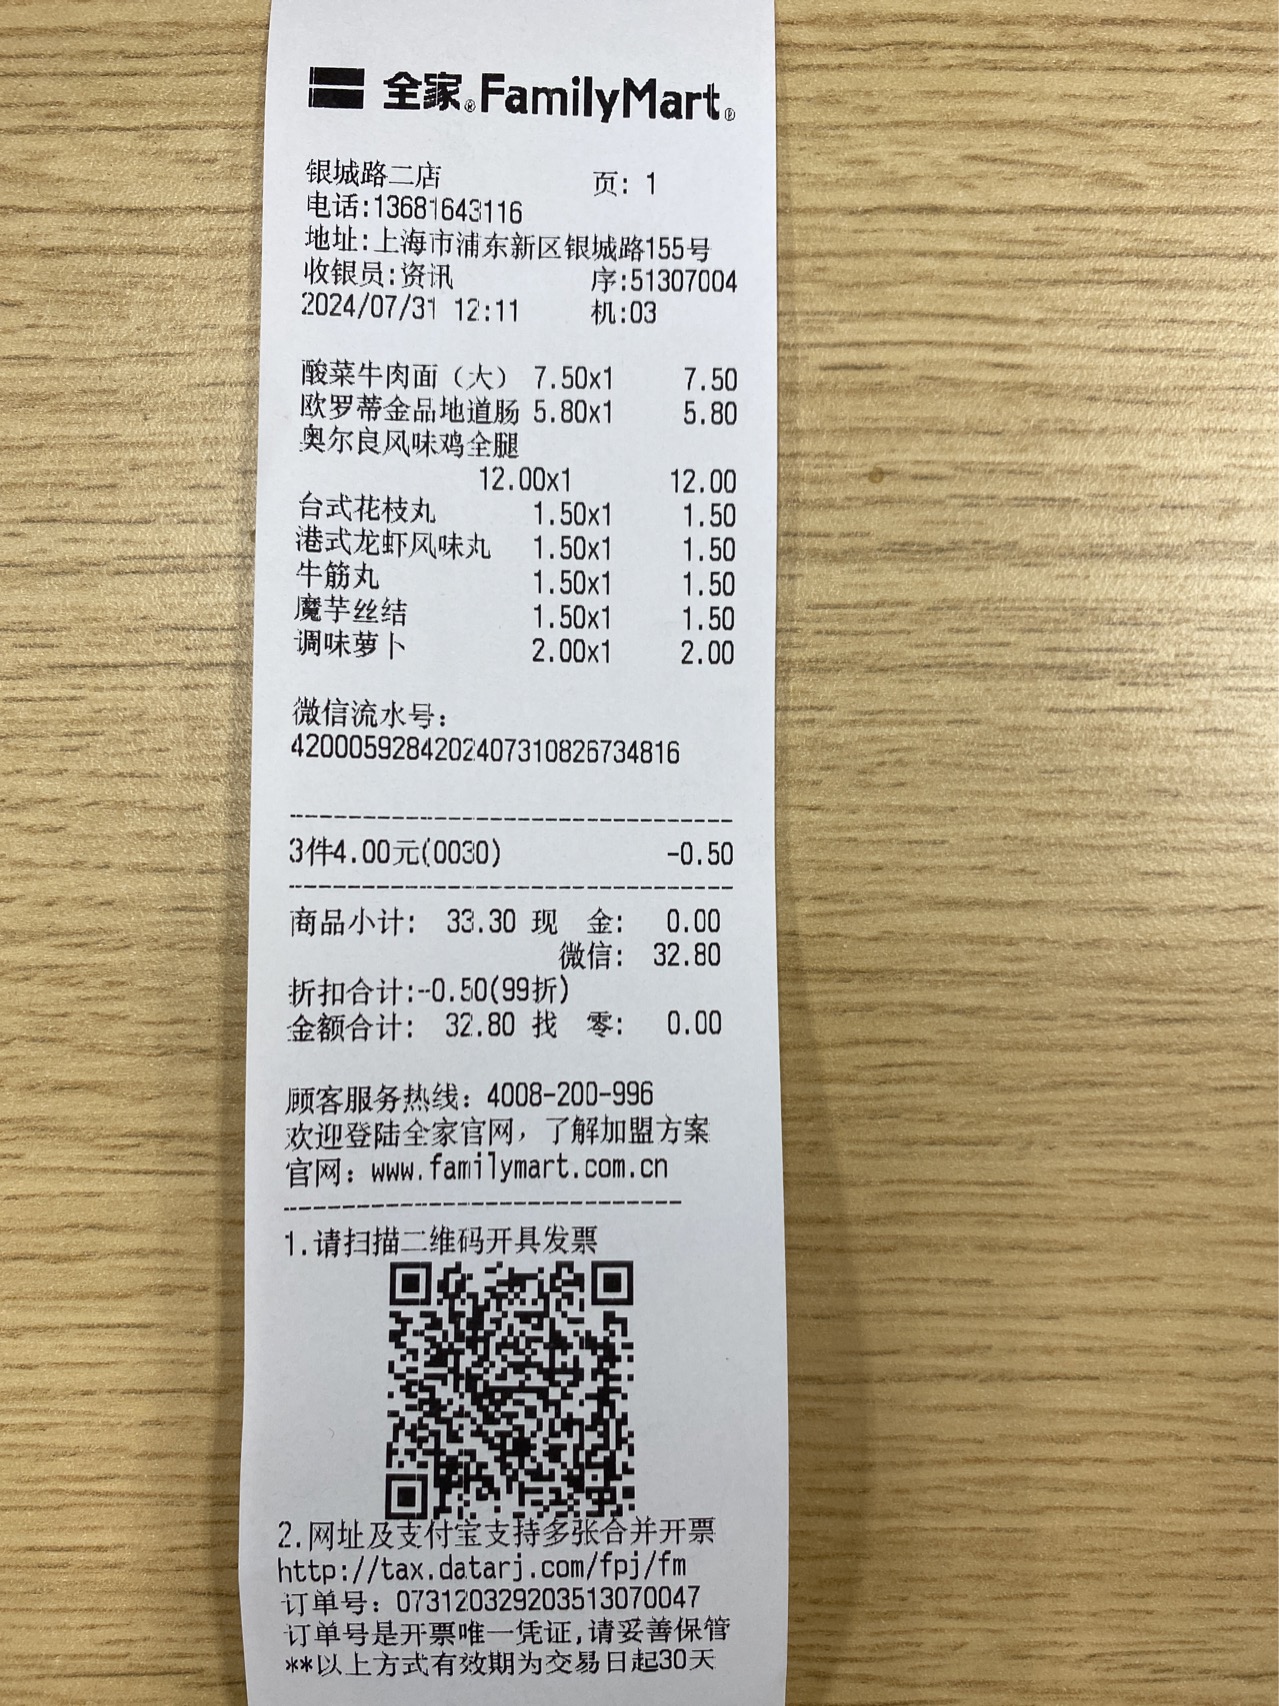 全家®FamilyMart®
银城路二店 页: 1
电话:13681643116
地址:上海市浦东新区银城路155号
收银员:资讯 序:51307004
2024/07/31 12:11 机:03
酸菜牛肉面（大） 7.50x1 7.50
欧罗蒂金品地道肠 5.80x1 5.80
奥尔良风味鸡全腿
12.00x1 12.00
台式花枝丸 1.50x1 1.50
港式龙虾风味丸 1.50x1 1.50
牛筋丸 1.50x1 1.50
魔芋丝结 1.50x1 1.50
调味萝卜 2.00x1 2.00
微信流水号：
4200059284202407310826734816
3件4.00元(0030) -0.50
商品小计: 33.30 现 金: 0.00
微信: 32.80
折扣合计:-0.50(99折)
金额合计: 32.80 找 零: 0.00
顾客服务热线：4008-200-996
欢迎登陆全家官网，了解加盟方案
官网：www.familymart.com.cn
1.请扫描二维码开具发票
2.网址及支付宝支持多张合并开票
http://tax.datarj.com/fpj/fm
订单号：0731203292035130700​47
订单号是开票唯一凭证,请妥善保管
**以上方式有效期为交易日起30天